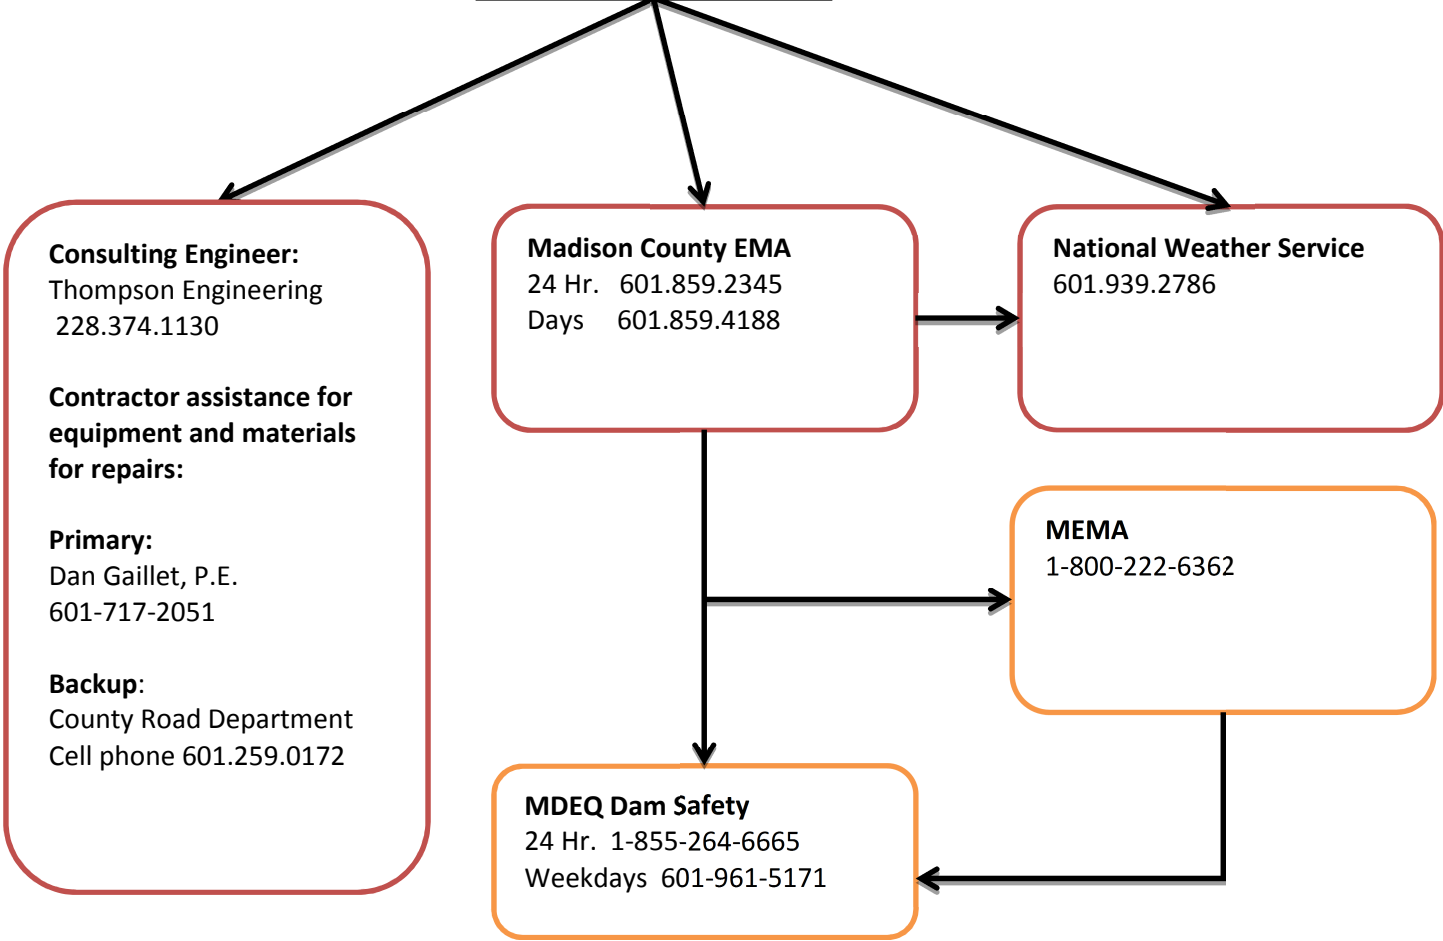 Consulting Engineer:
Thompson Engineering
228.374.1130
Contractor assistance for
equipment and materials
for repairs:
Primary:
Dan Gaillet, P.E.
601-717-2051
Backup:
County Road Department
Cell phone 601.259.0172
Madison County EMA
24 Hr. 601.859.2345
Days 601.859.4188
National Weather Service
601.939.2786
MEMA
1-800-222-6362
MDEQ Dam Safety
24 Hr. 1-855-264-6665
Weekdays 601-961-5171